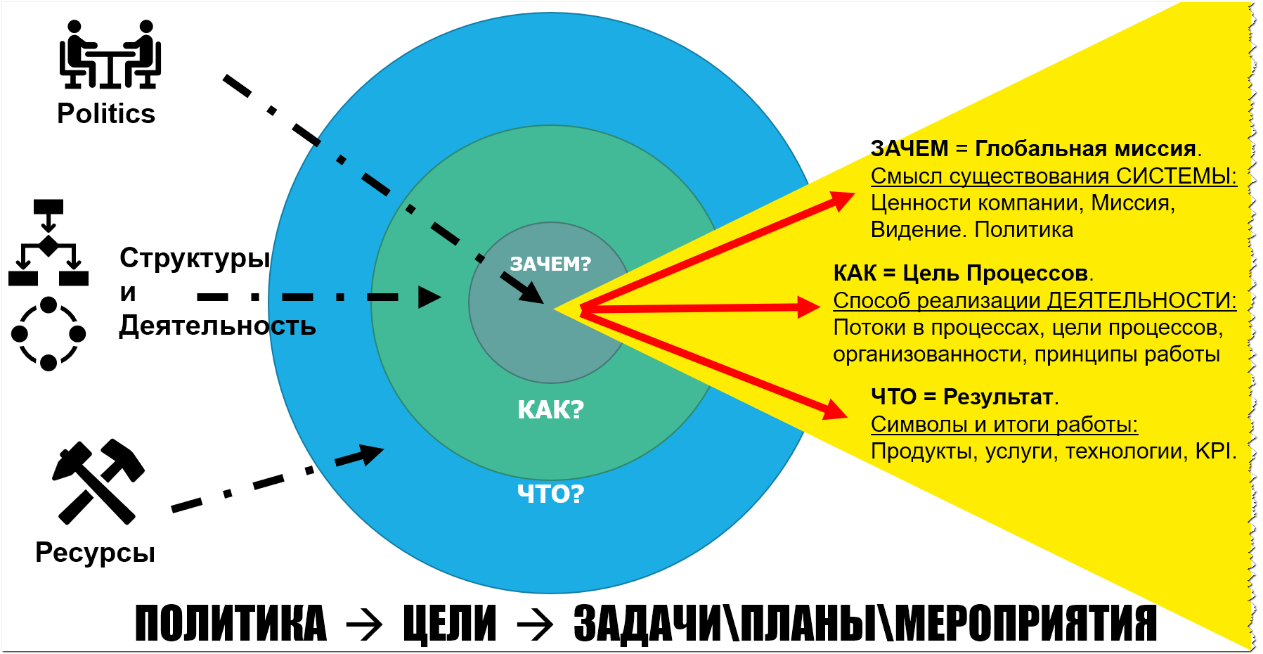 Politics
Структуры
и
Деятельность
Ресурсы
ЗАЧЕМ?
КАК?
ЧТО?
ЗАЧЕМ = Глобальная миссия.
Смысл существования СИСТЕМЫ:
Ценности компании, Миссия,
Видение. Политика
КАК = Цель Процессов.
Способ реализации ДЕЯТЕЛЬНОСТИ:
Потоки в процессах, цели процессов,
организованности, принципы работы
ЧТО = Результат.
Символы и итоги работы:
Продукты, услуги, технологии, KPI.
ПОЛИТИКА → ЦЕЛИ → ЗАДАЧИ\ПЛАНЫ\МЕРОПРИЯТИЯ